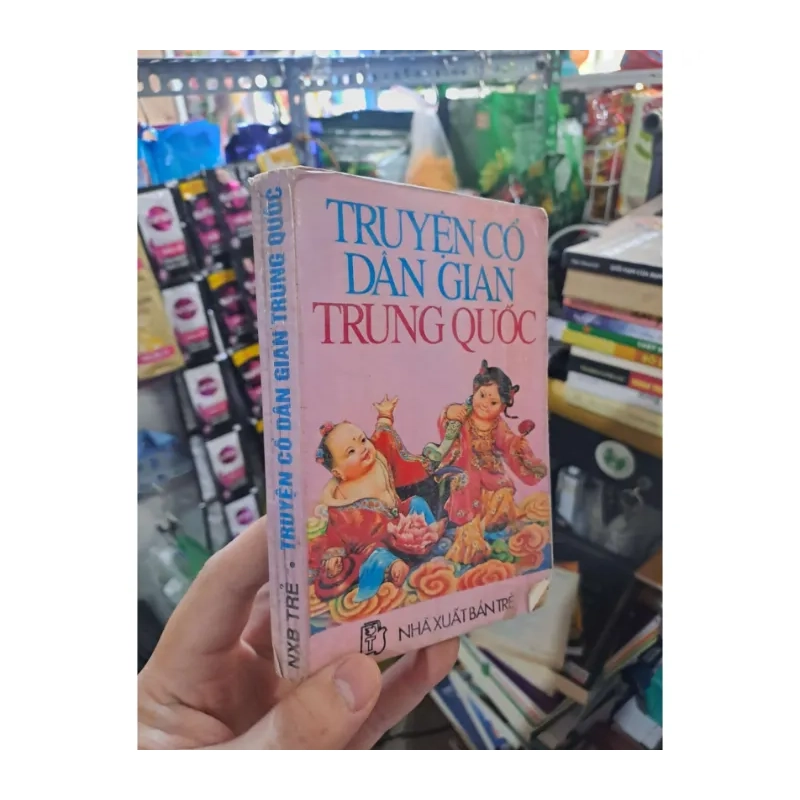 TRUYỆN CỔ
DÂN GIAN
TRUNG QUỐC
NHÀ XUẤT BẢN TRẺ
NXB TRẺ • TRUYỆN CỔ DÂN GIAN TRUNG QUỐC